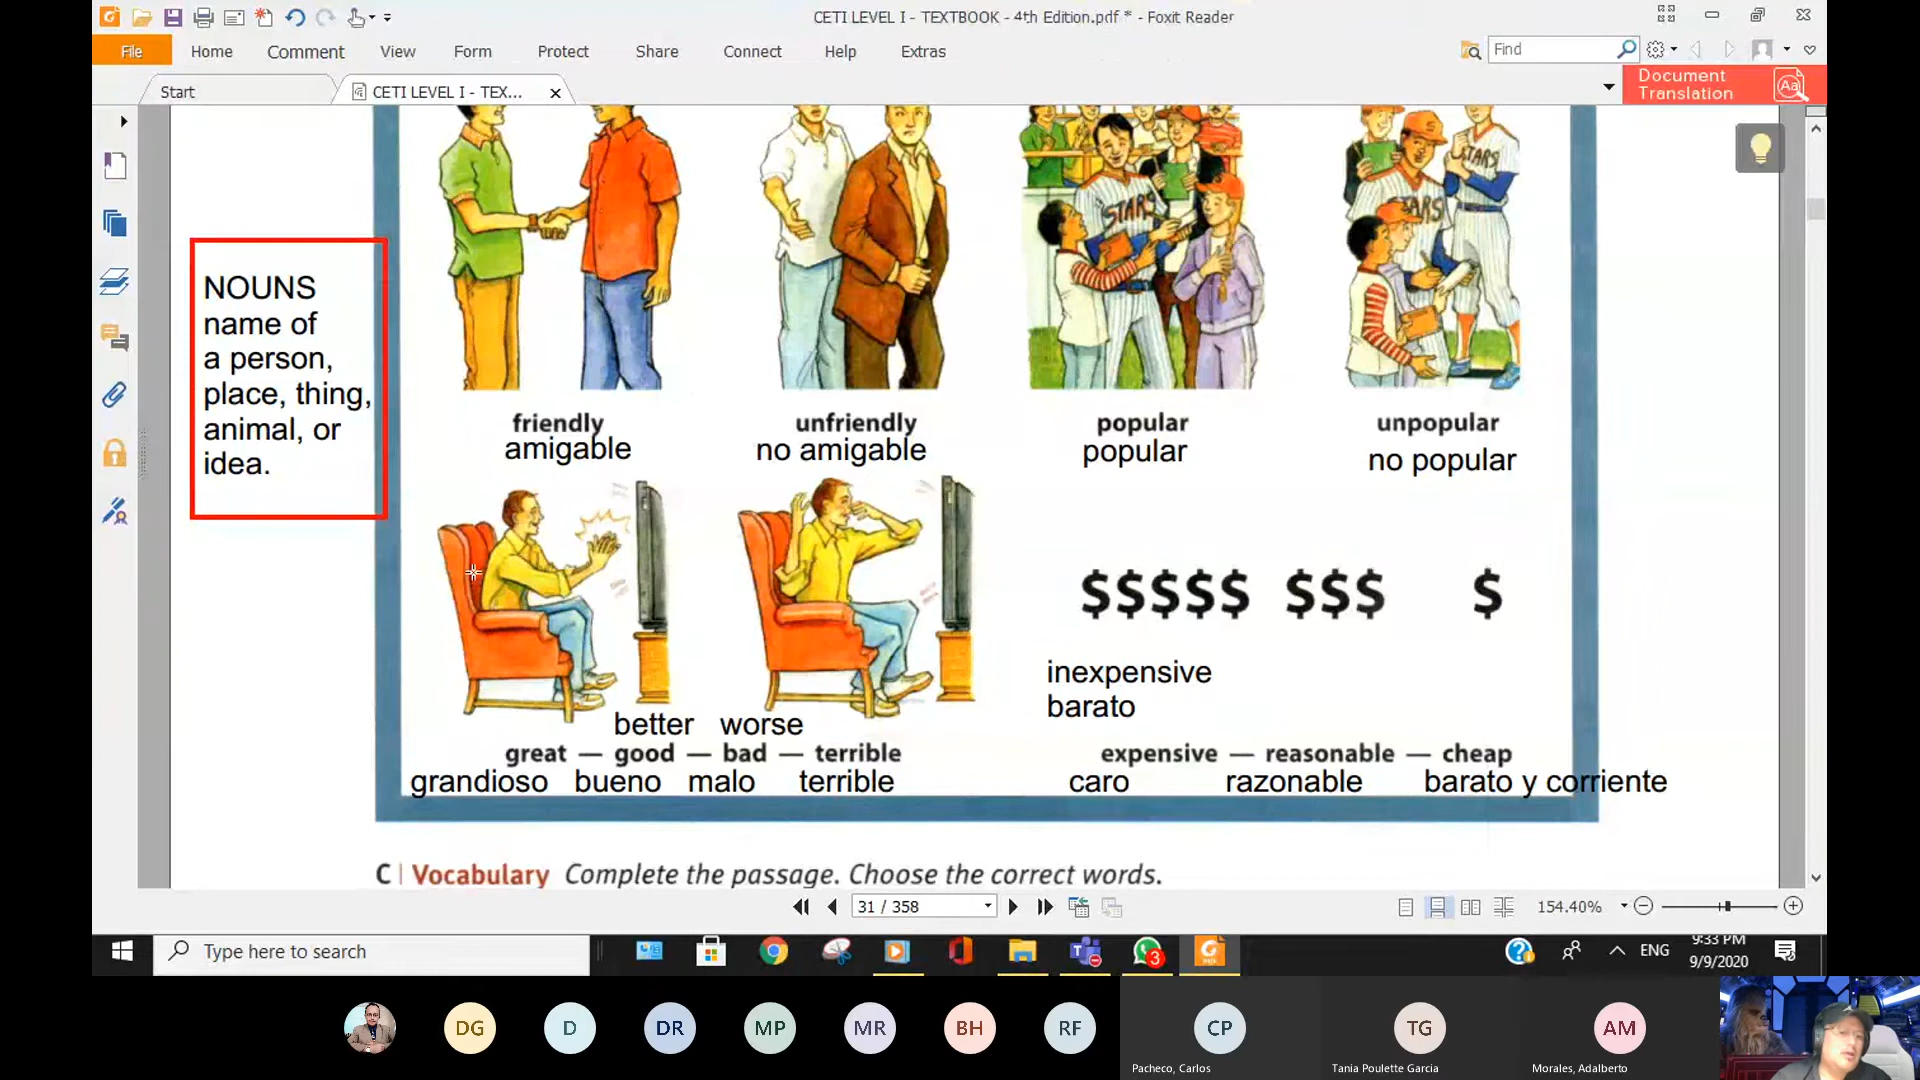 CETI LEVEL I - TEXTBOOK - 4th Edition.pdf * - Foxit Reader
File Home Comment View Form Protect Share Connect Help Extras
Find
Start
CETI LEVEL I - TEX...
Document
Translation
STARS
STARS
STARS
NOUNS
name of
a person,
place, thing,
animal, or
idea.
friendly unfriendly popular unpopular
amigable no amigable popular no popular
$$$$$ $$$ $
inexpensive
barato
better worse
great — good — bad — terrible
grandioso bueno malo terrible
expensive — reasonable — cheap
caro razonable barato y corriente
C | Vocabulary Complete the passage. Choose the correct words.
31 / 358
154.40%
Type here to search
3
ENG
9:33 PM
9/9/2020
DG D DR MP MR BH RF CP TG AM
Pacheco, Carlos
Tania Poulette Garcia
Morales, Adalberto